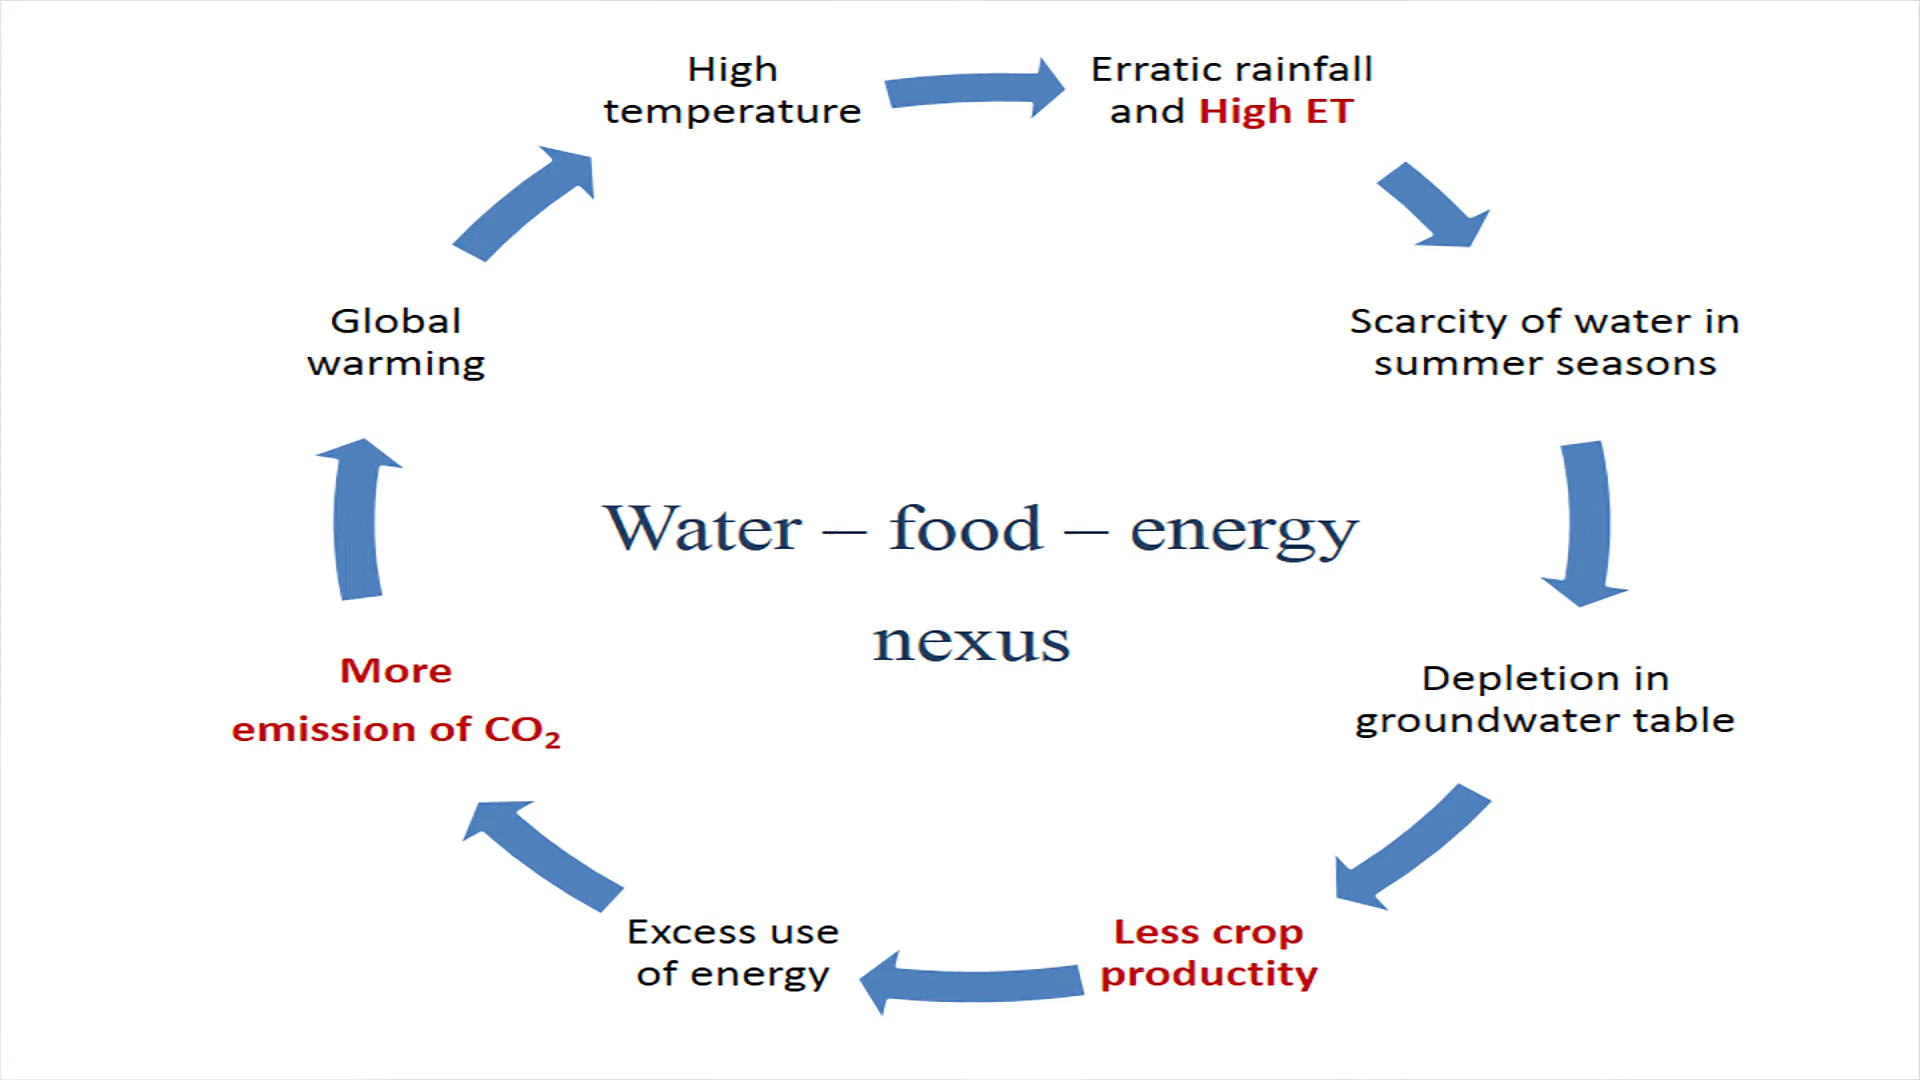 High
temperature
Erratic rainfall
and High ET
Scarcity of water in
summer seasons
Depletion in
groundwater table
Less crop
productity
Excess use
of energy
More
emission of CO₂
Global
warming
Water – food – energy
nexus